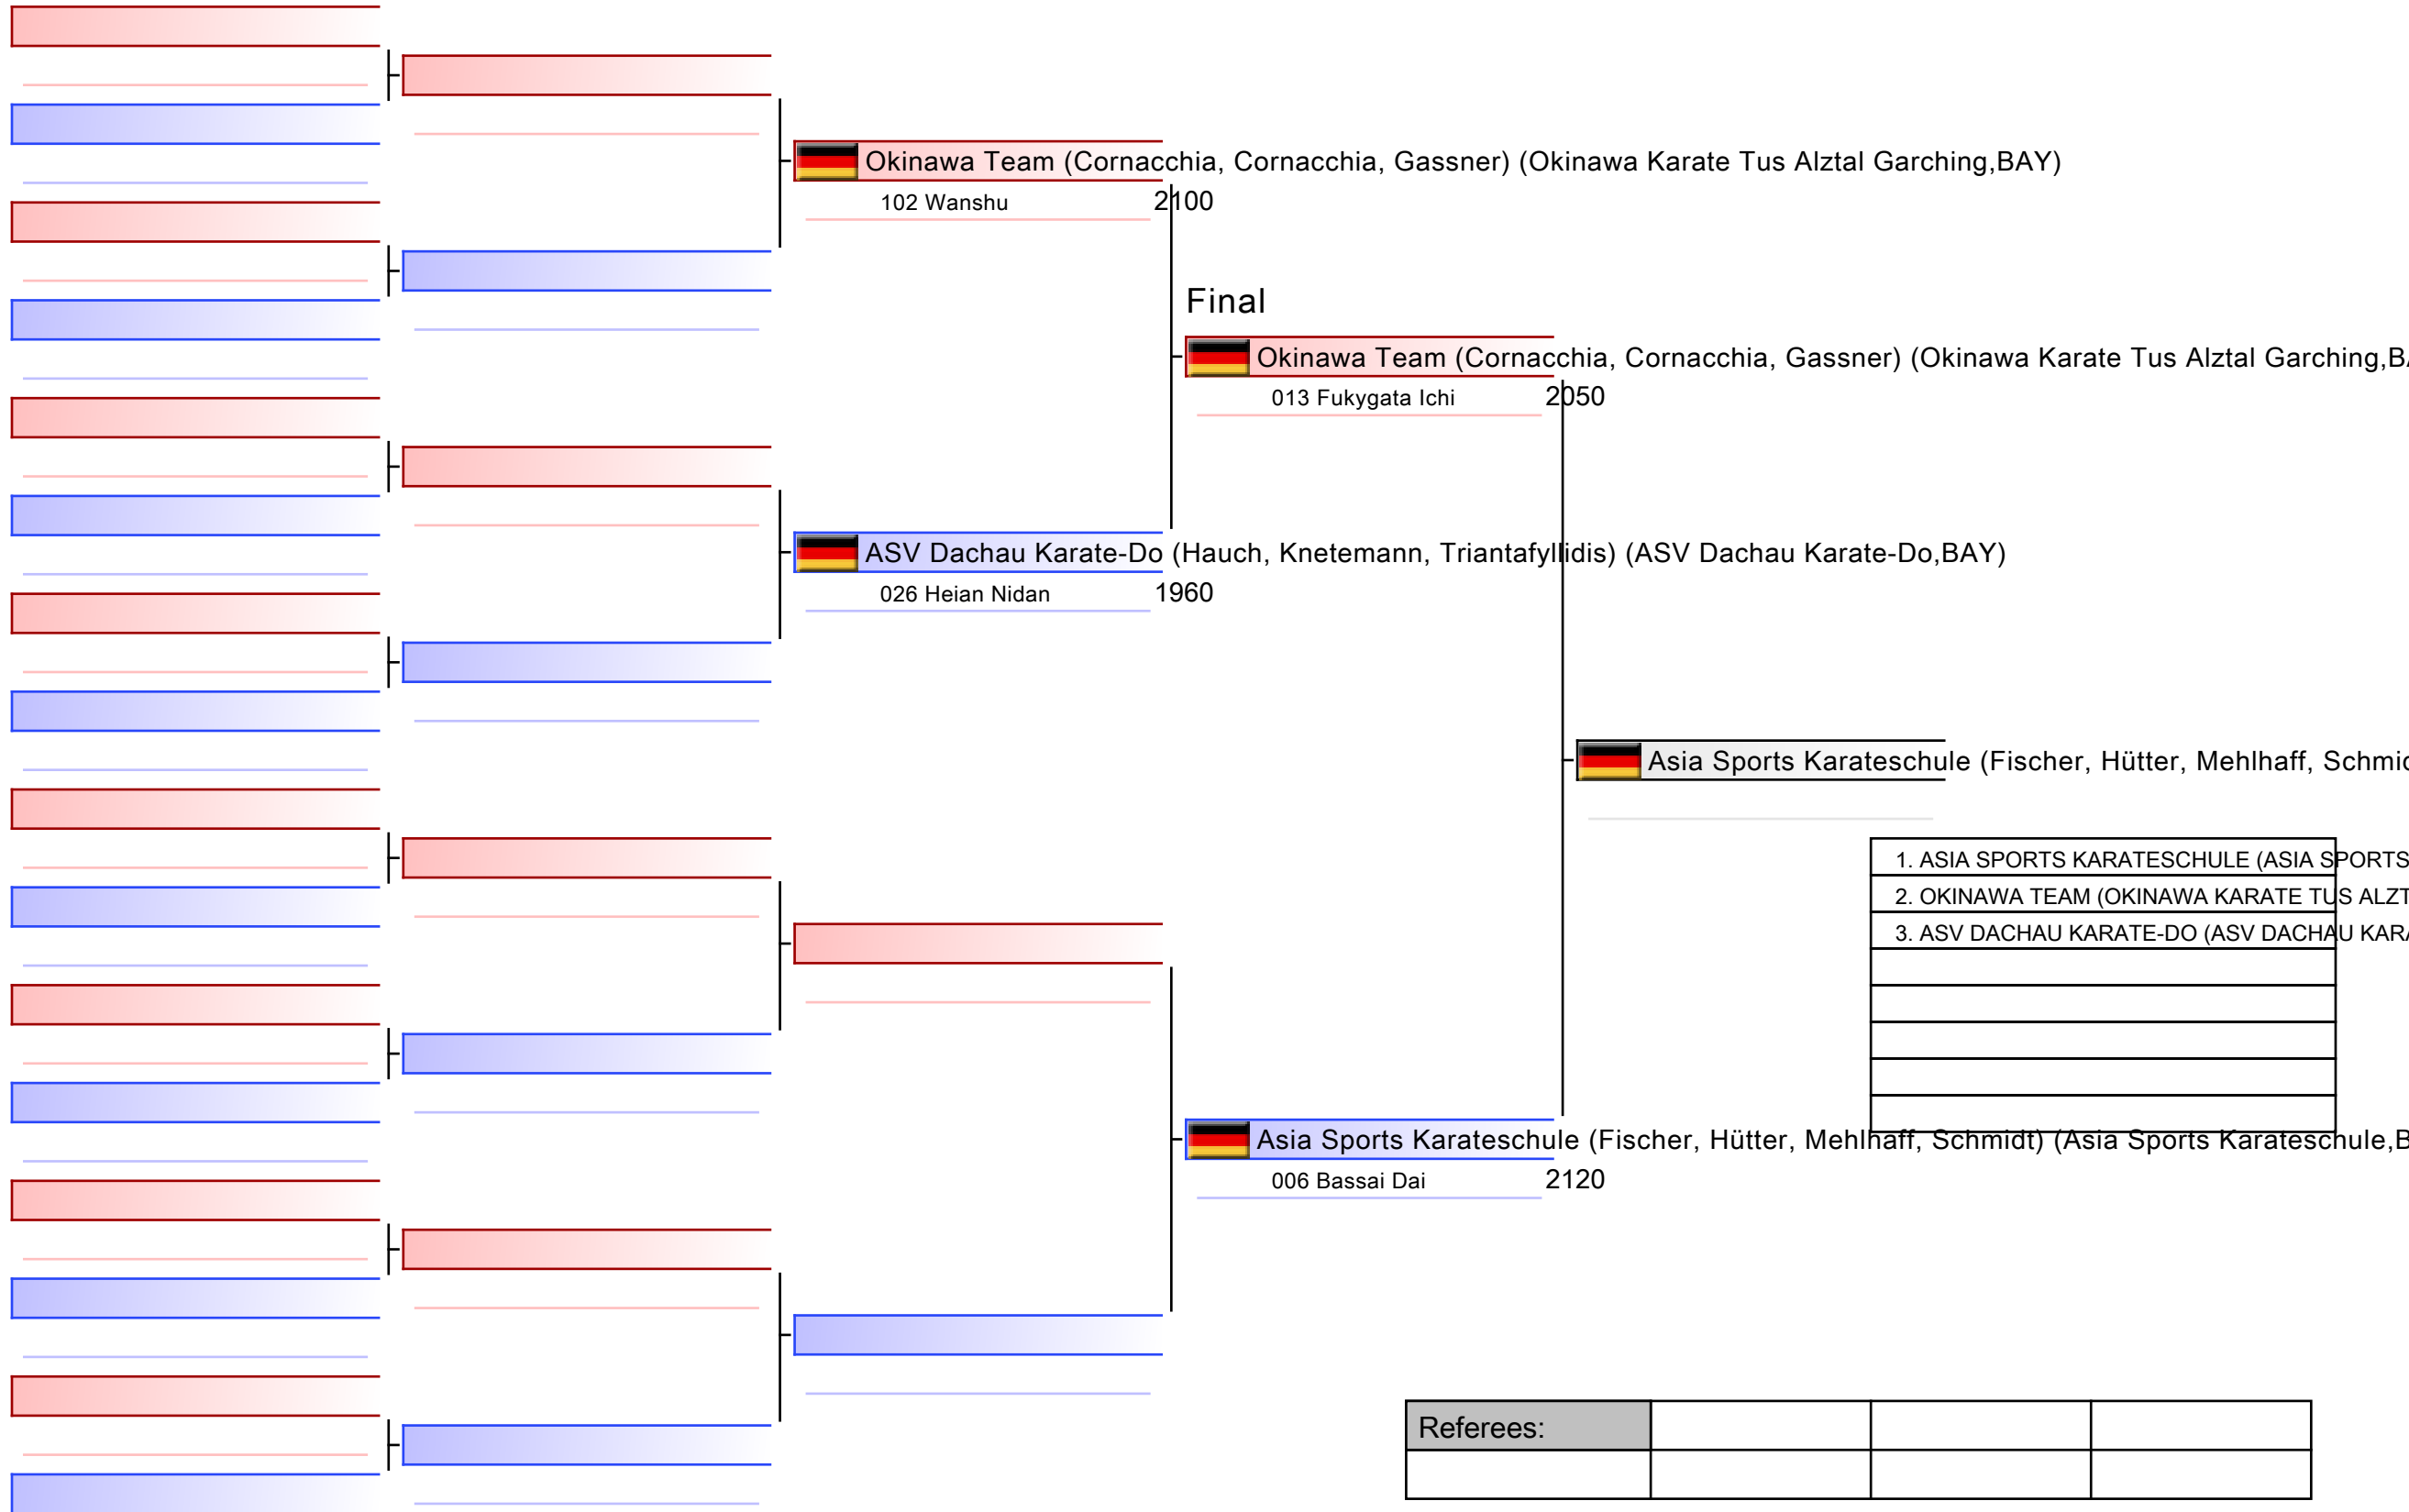 Okinawa Team (Cornacchia, Cornacchia, Gassner) (Okinawa Karate Tus Alztal Garching,BAY)
102 Wanshu 2100
Final
Okinawa Team (Cornacchia, Cornacchia, Gassner) (Okinawa Karate Tus Alztal Garching,BA
013 Fukygata Ichi 2050
ASV Dachau Karate-Do (Hauch, Knetemann, Triantafyllidis) (ASV Dachau Karate-Do,BAY)
026 Heian Nidan 1960
Asia Sports Karateschule (Fischer, Hütter, Mehlhaff, Schmid
1. ASIA SPORTS KARATESCHULE (ASIA SPORTS
2. OKINAWA TEAM (OKINAWA KARATE TUS ALZT
3. ASV DACHAU KARATE-DO (ASV DACHAU KARA
Asia Sports Karateschule (Fischer, Hütter, Mehlhaff, Schmidt) (Asia Sports Karateschule,B
006 Bassai Dai 2120
Referees: